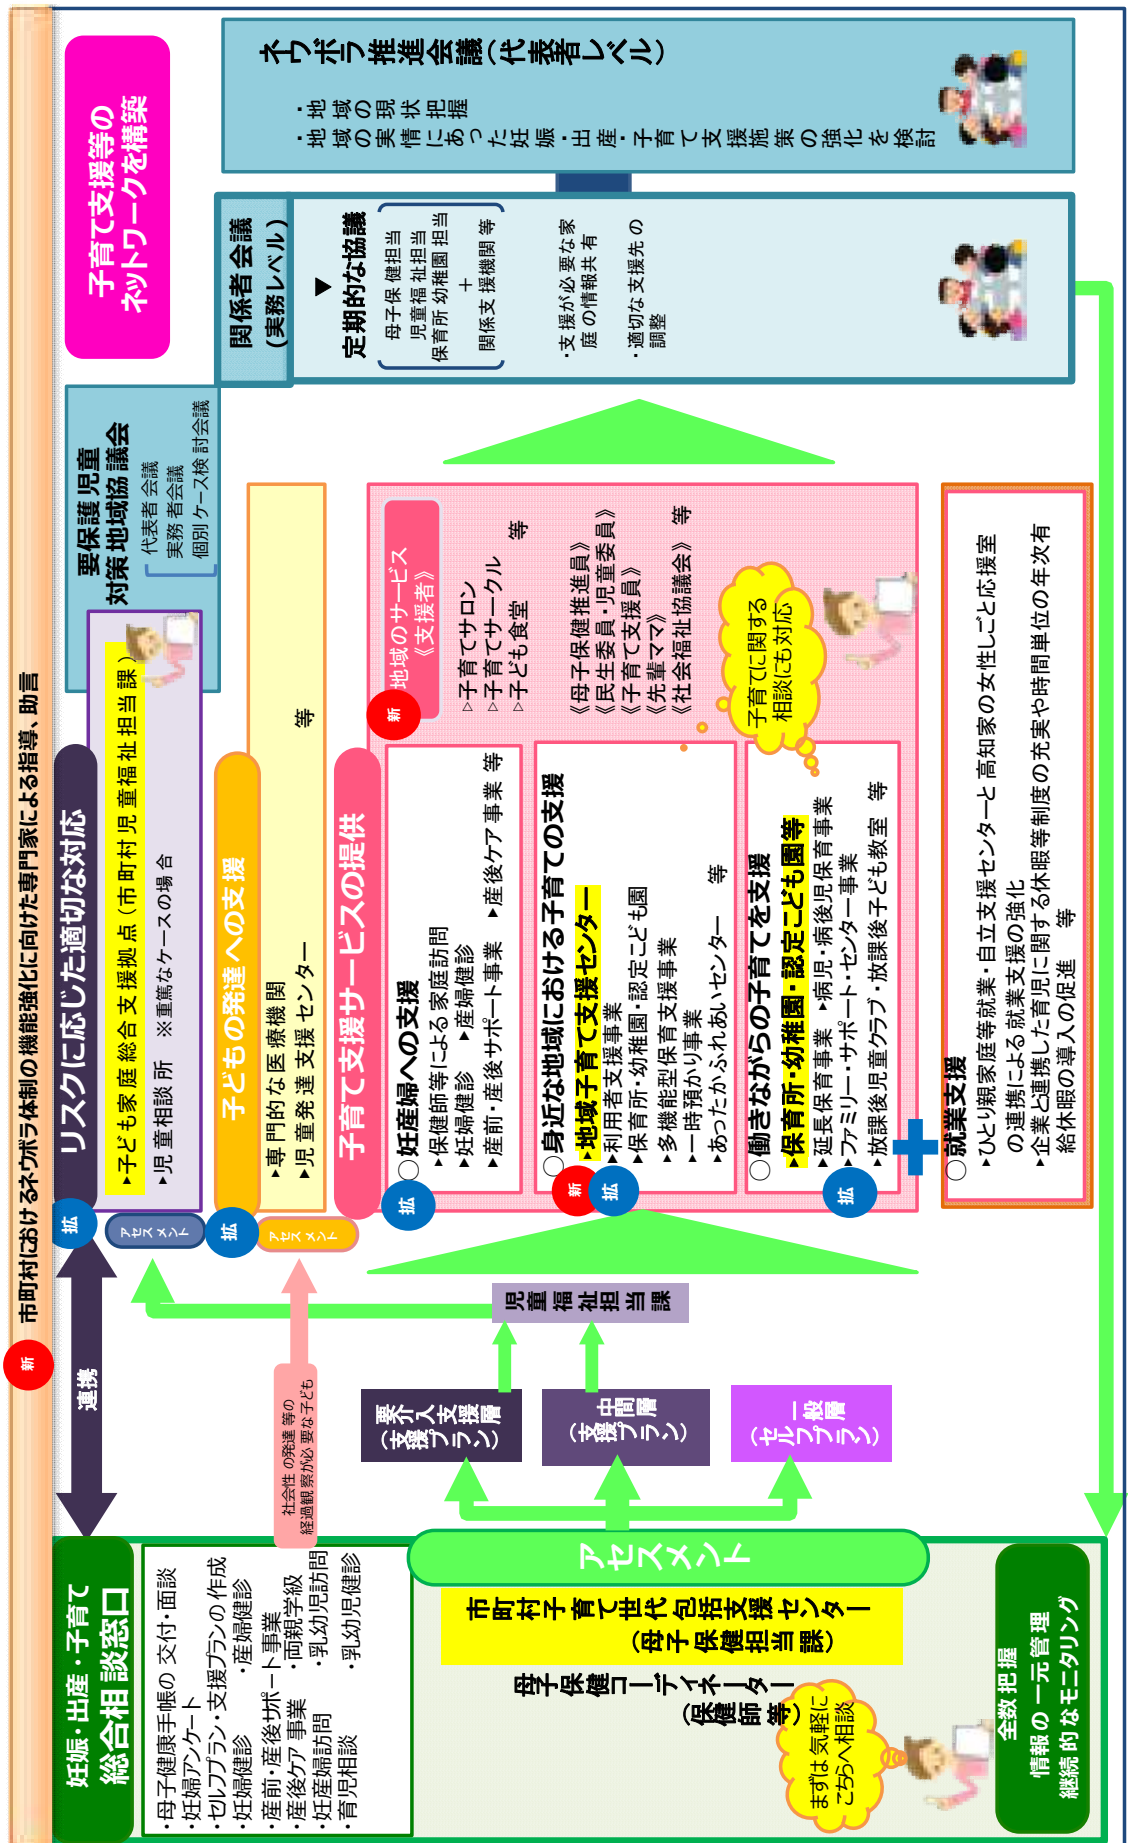 新
市町村におけるネウボラ体制の機能強化に向けた専門家による指導、助言
妊娠・出産・子育て
総合相談窓口
・母子健康手帳の交付・面談
・妊婦アンケート
・セルフプラン・支援プランの作成
・妊婦健診　・産婦健診
・産前・産後サポート事業
・産後ケア事業　・両親学級
・妊産婦訪問　・乳幼児訪問
・育児相談　・乳幼児健診
アセスメント
市町村子育て世代包括支援センター
（母子保健担当課）
母子保健コーディネーター
（保健師等）
まずは気軽に
こちらへ相談
全数把握
情報の一元管理
継続的なモニタリング
連携
社会性の発達等の
経過観察が必要な子ども
要介入支援層
（支援プラン）
中間層
（支援プラン）
一般層
（セルフプラン）
児童福祉担当課
拡
リスクに応じた適切な対応
アセスメント
▸子ども家庭総合支援拠点（市町村児童福祉担当課）
▸児童相談所　※重篤なケースの場合
要保護児童
対策地域協議会
代表者会議
実務者会議
個別ケース検討会議
拡
子どもの発達への支援
アセスメント
▸専門的な医療機関
▸児童発達支援センター　等
子育て支援サービスの提供
拡
○妊産婦への支援
▸保健師等による家庭訪問
▸妊婦健診　▸産婦健診
▸産前・産後サポート事業　▸産後ケア事業　等
新
拡
○身近な地域における子育ての支援
▸地域子育て支援センター
▸利用者支援事業
▸保育所・幼稚園・認定こども園
▸多機能型保育支援事業
▸一時預かり事業
▸あったかふれあいセンター　等
拡
○働きながらの子育てを支援
▸保育所・幼稚園・認定こども園等
▸延長保育事業　▸病児・病後児保育事業
▸ファミリー・サポート・センター事業
▸放課後児童クラブ・放課後子ども教室　等
新
地域のサービス
《支援者》
▹子育てサロン
▹子育てサークル
▹子ども食堂　等
《母子保健推進員》
《民生委員・児童委員》
《子育て支援員》
《先輩ママ》
《社会福祉協議会》　等
子育てに関する
相談にも対応
○就業支援
▸ひとり親家庭等就業・自立支援センターと高知家の女性しごと応援室
の連携による就業支援の強化
▸企業と連携した育児に関する休暇等制度の充実や時間単位の年次有
給休暇の導入の促進　等
子育て支援等の
ネットワークを構築
関係者会議
(実務レベル)
▼
定期的な協議
母子保健担当
児童福祉担当
保育所幼稚園担当
＋
関係支援機関等
・支援が必要な家
庭の情報共有
・適切な支援先の
調整
ネウボラ推進会議(代表者レベル)
・地域の現状把握
・地域の実情にあった妊娠・出産・子育て支援施策の強化を検討